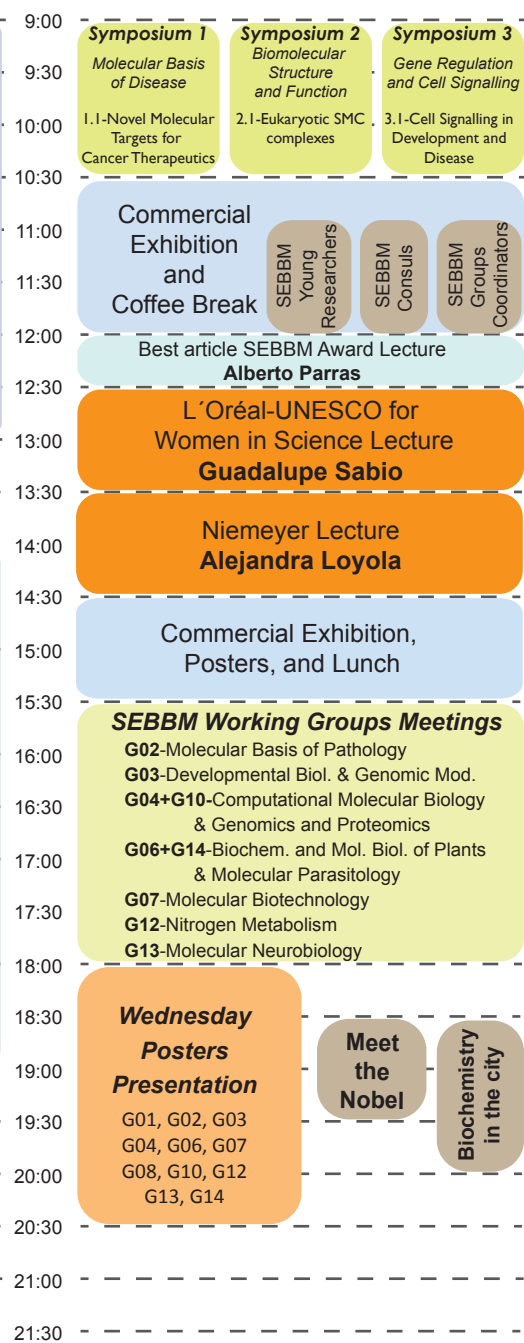 9:00
9:30
10:00
10:30
11:00
11:30
12:00
12:30
13:00
13:30
14:00
14:30
15:00
15:30
16:00
16:30
17:00
17:30
18:00
18:30
19:00
19:30
20:00
20:30
21:00
21:30
Symposium 1
Molecular Basis
of Disease
1.1-Novel Molecular
Targets for
Cancer Therapeutics
Symposium 2
Biomolecular
Structure
and Function
2.1-Eukaryotic SMC
complexes
Symposium 3
Gene Regulation
and Cell Signalling
3.1-Cell Signalling in
Development and
Disease
Commercial
Exhibition
and
Coffee Break
SEBBM
Young
Researchers
SEBBM
Consuls
SEBBM
Groups
Coordinators
Best article SEBBM Award Lecture
Alberto Parras
L´Oréal-UNESCO for
Women in Science Lecture
Guadalupe Sabio
Niemeyer Lecture
Alejandra Loyola
Commercial Exhibition,
Posters, and Lunch
SEBBM Working Groups Meetings
G02-Molecular Basis of Pathology
G03-Developmental Biol. & Genomic Mod.
G04+G10-Computational Molecular Biology
& Genomics and Proteomics
G06+G14-Biochem. and Mol. Biol. of Plants
& Molecular Parasitology
G07-Molecular Biotechnology
G12-Nitrogen Metabolism
G13-Molecular Neurobiology
Wednesday
Posters
Presentation
G01, G02, G03
G04, G06, G07
G08, G10, G12
G13, G14
Meet
the
Nobel
Biochemistry
in the city